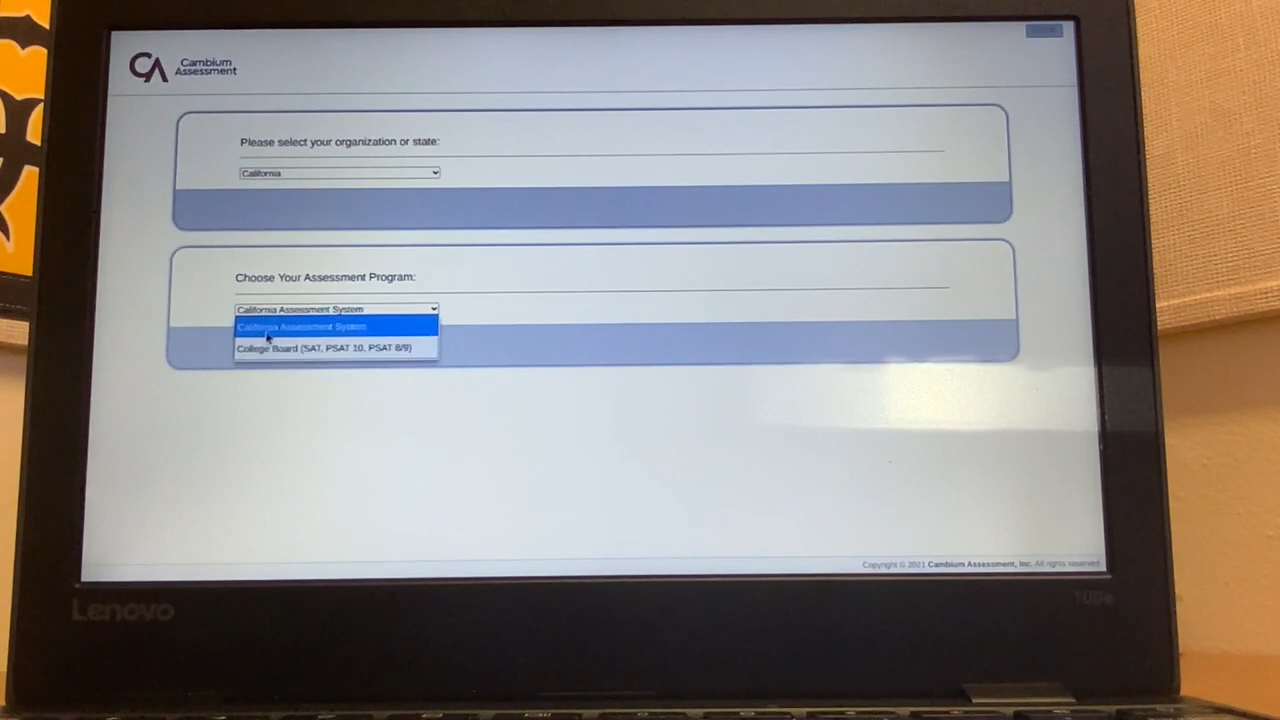 Cambium
Assessment
Please select your organization or state:
California
Choose Your Assessment Program:
California Assessment System
California Assessment System
College Board (SAT, PSAT 10, PSAT 8/9)
Copyright © 2021 Cambium Assessment, Inc. All rights reserved.
Lenovo
100e